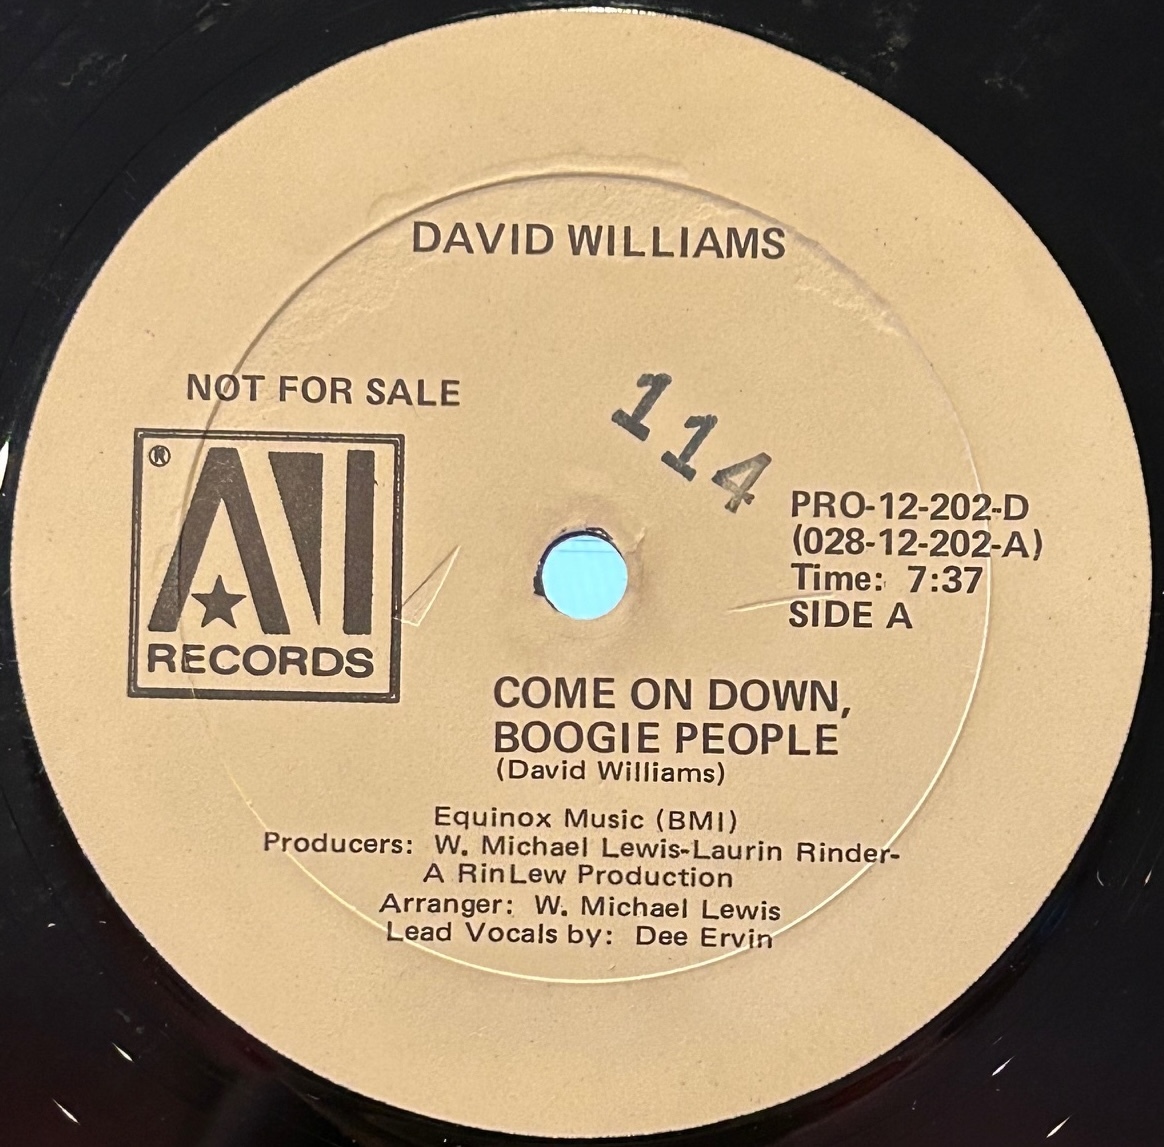 DAVID WILLIAMS
NOT FOR SALE
114
®
AVI
RECORDS
PRO-12-202-D
(028-12-202-A)
Time: 7:37
SIDE A
COME ON DOWN,
BOOGIE PEOPLE
(David Williams)
Equinox Music (BMI)
Producers: W. Michael Lewis-Laurin Rinder-
A RinLew Production
Arranger: W. Michael Lewis
Lead Vocals by: Dee Ervin